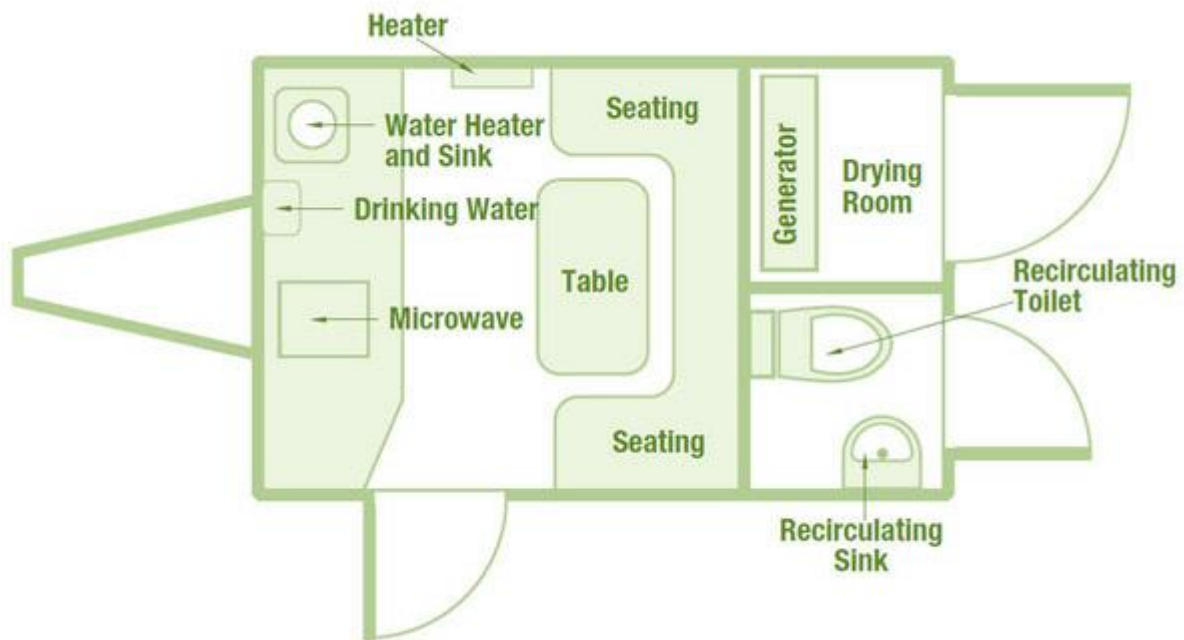 Heater
Seating
Water Heater
and Sink
Generator
Drying
Room
Drinking Water
Recirculating
Toilet
Table
Microwave
Seating
Recirculating
Sink